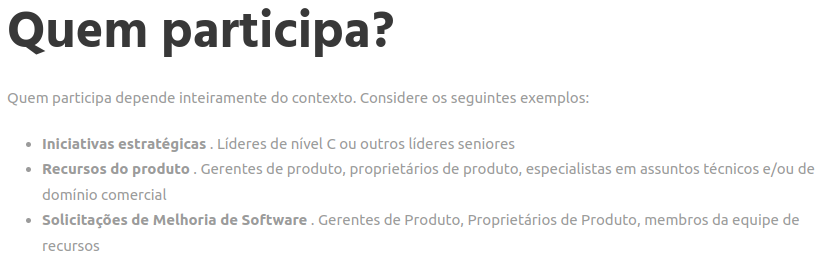 Quem participa?
Quem participa depende inteiramente do contexto. Considere os seguintes exemplos:
• Iniciativas estratégicas . Líderes de nível C ou outros líderes seniores
• Recursos do produto . Gerentes de produto, proprietários de produto, especialistas em assuntos técnicos e/ou de
domínio comercial
• Solicitações de Melhoria de Software . Gerentes de Produto, Proprietários de Produto, membros da equipe de
recursos